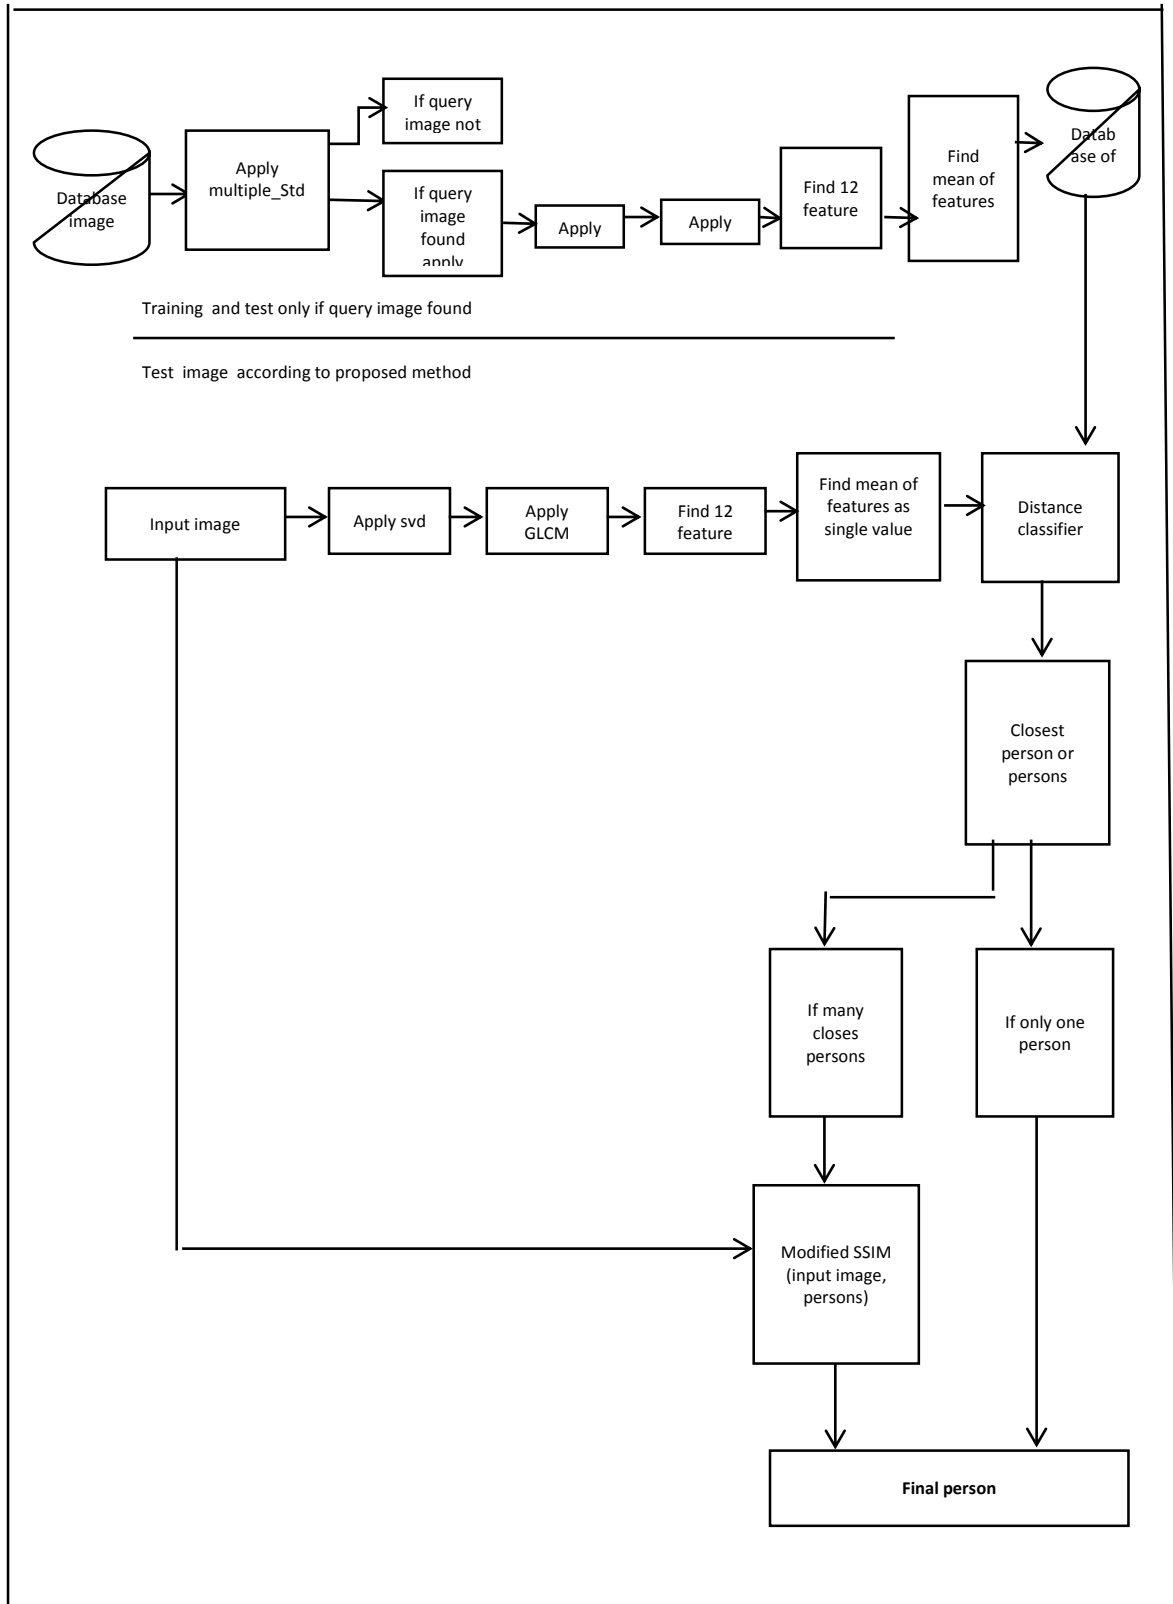 If query
image not
Database
image
Apply
multiple_Std
If query
image
found
apply
Apply
Apply
Find 12
feature
Find
mean of
features
Datab
ase of
Training and test only if query image found
Test image according to proposed method
Input image
Apply svd
Apply
GLCM
Find 12
feature
Find mean of
features as
single value
Distance
classifier
Closest
person or
persons
If many
closes
persons
If only one
person
Modified SSIM
(input image,
persons)
Final person